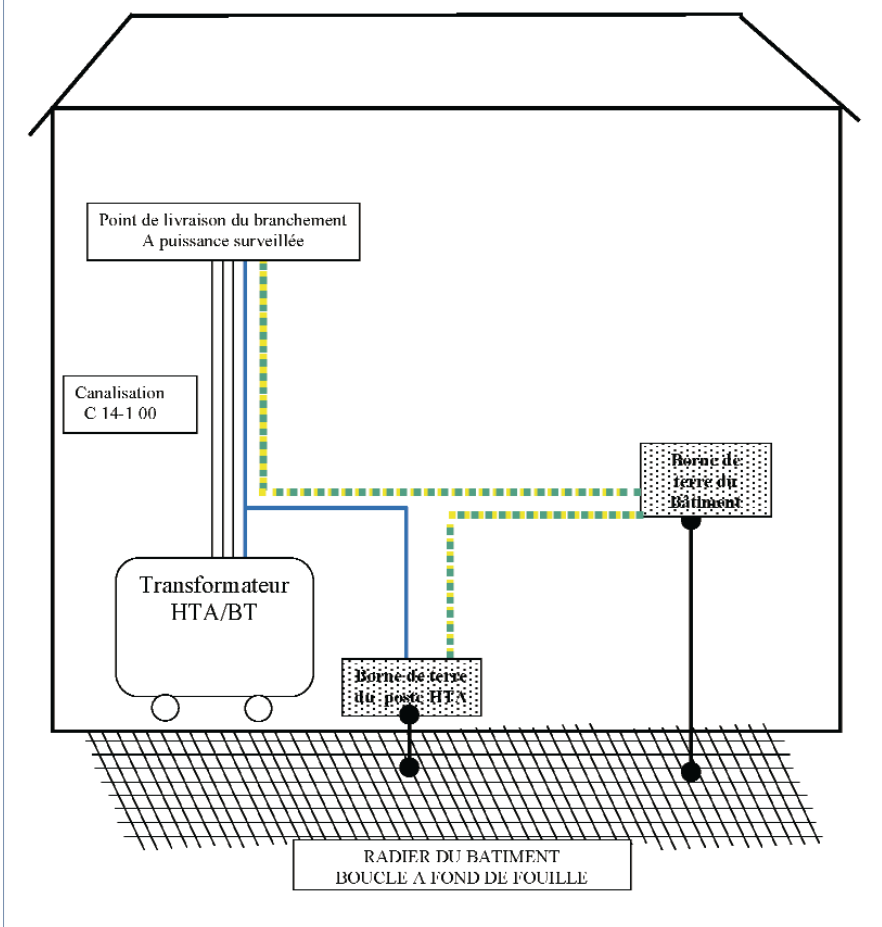 Point de livraison du branchement
A puissance surveillée
Canalisation
C 14-1 00
Borne de
terre du
Bâtiment
Transformateur
HTA/BT
Borne de terre
du poste HTA
RADIER DU BATIMENT
BOUCLE A FOND DE FOUILLE